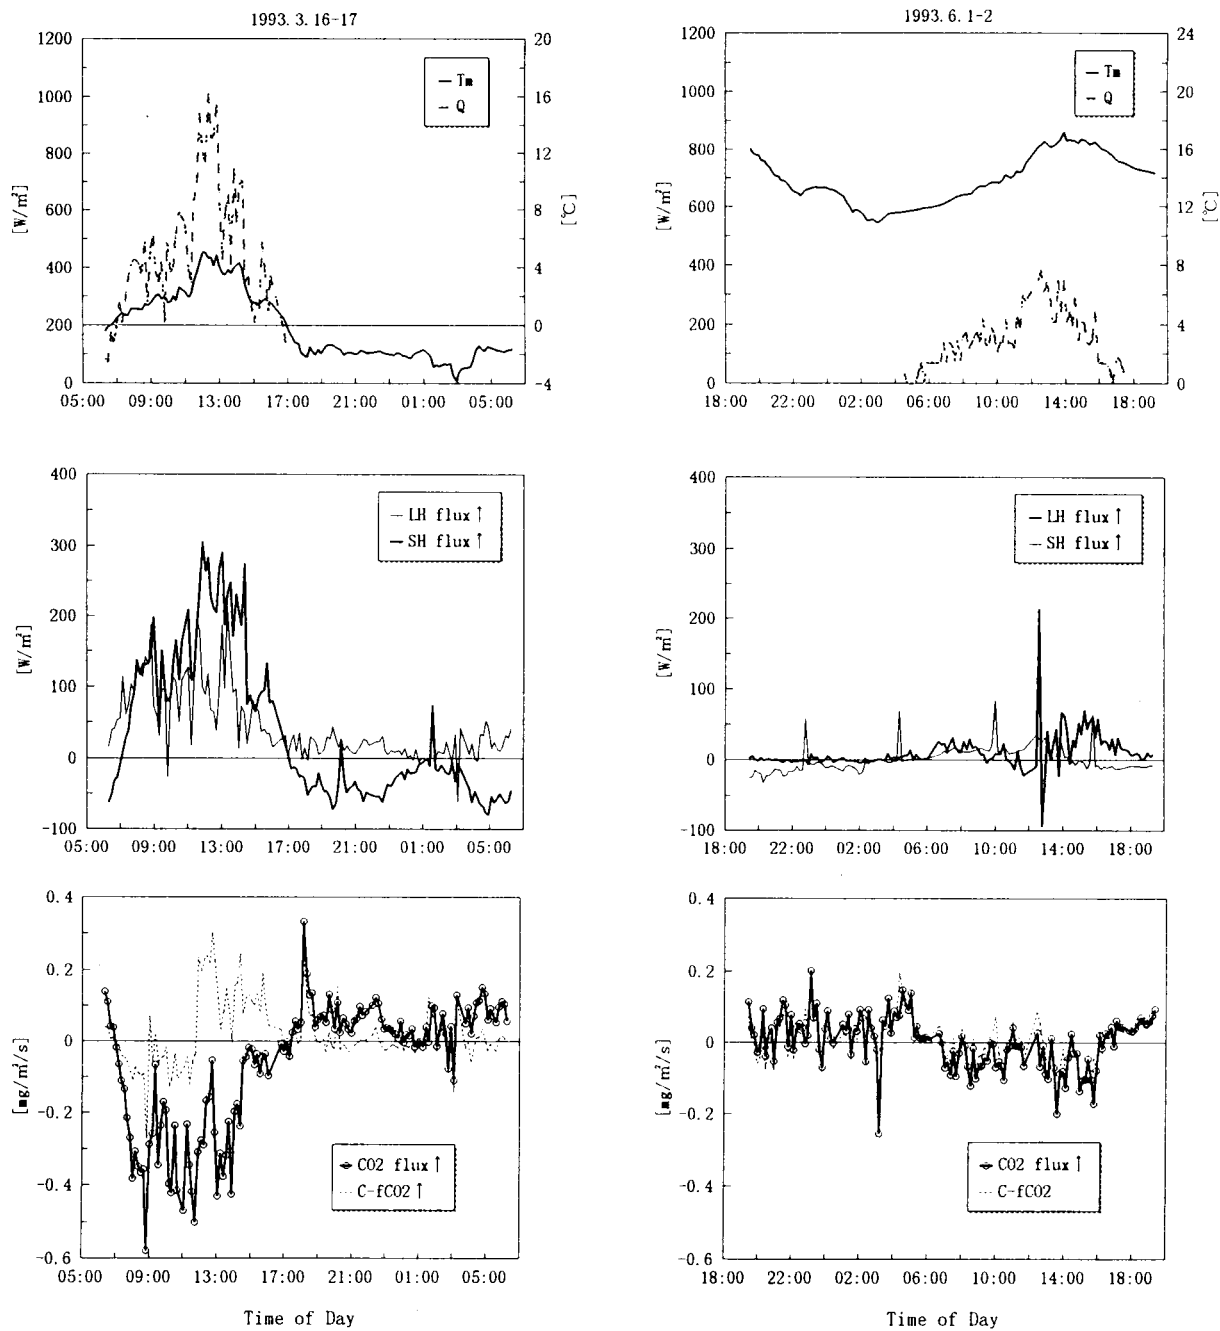 1993. 3. 16-17
1200
1000
800
600
400
200
0
[W/m²]
20
16
12
8
4
0
-4
[℃]
Tm
Q
05:00 09:00 13:00 17:00 21:00 01:00 05:00
1993. 6. 1-2
1200
1000
800
600
400
200
0
[W/m²]
24
20
16
12
8
4
0
[℃]
Tm
Q
18:00 22:00 02:00 06:00 10:00 14:00 18:00
400
300
200
100
0
-100
[W/m²]
LH flux↑
SH flux↑
05:00 09:00 13:00 17:00 21:00 01:00 05:00
400
300
200
100
0
-100
[W/m²]
LH flux↑
SH flux↑
18:00 22:00 02:00 06:00 10:00 14:00 18:00
0.4
0.2
0
-0.2
-0.4
-0.6
[mg/m²/s]
CO2 flux↑
C-fCO2↑
05:00 09:00 13:00 17:00 21:00 01:00 05:00
Time of Day
0.4
0.2
0
-0.2
-0.4
-0.6
[mg/m²/s]
CO2 flux↑
C-fCO2
18:00 22:00 02:00 06:00 10:00 14:00 18:00
Time of Day